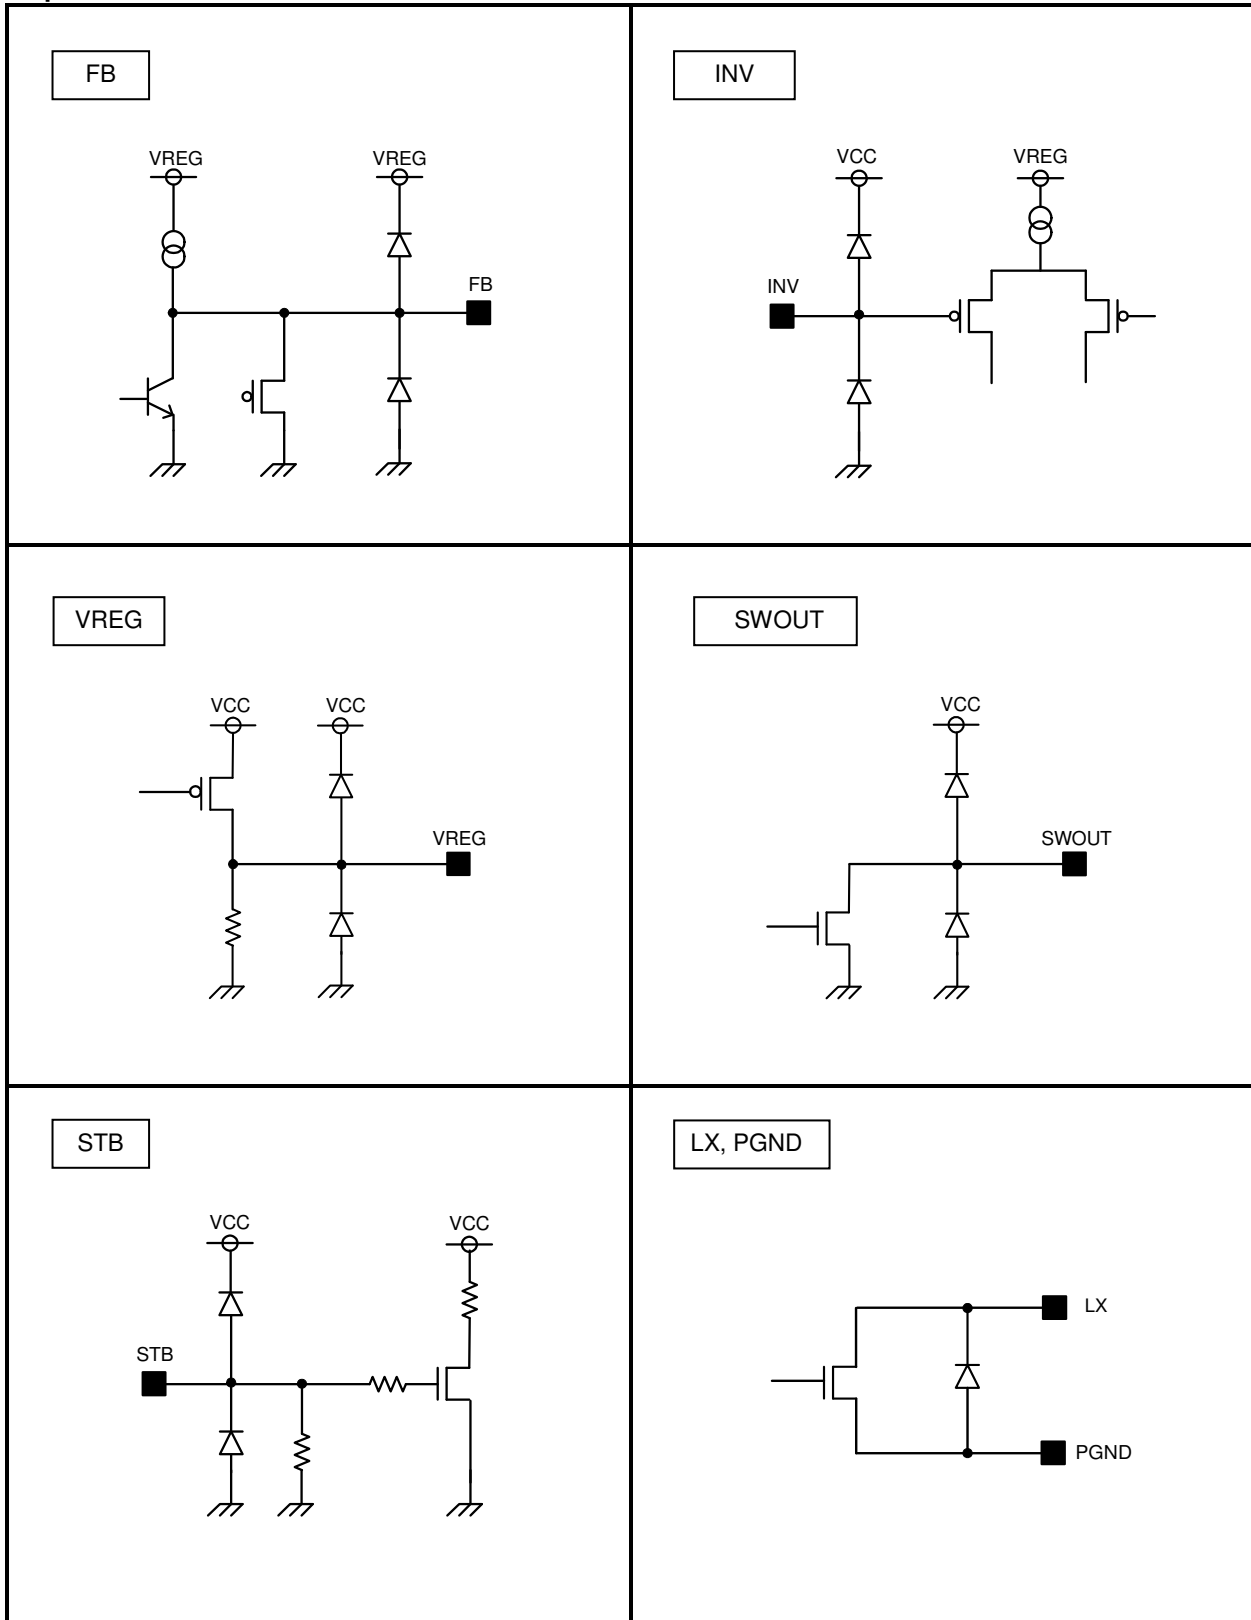 FB
VREG
VREG
FB
INV
VCC
VREG
INV
VREG
VCC
VCC
VREG
SWOUT
VCC
SWOUT
STB
VCC
VCC
STB
LX, PGND
LX
PGND